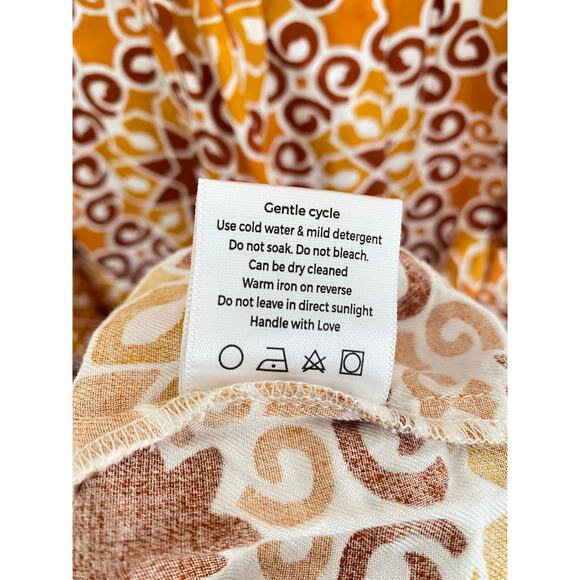 Gentle cycle
Use cold water & mild detergent
Do not soak. Do not bleach.
Can be dry cleaned
Warm iron on reverse
Do not leave in direct sunlight
Handle with Love